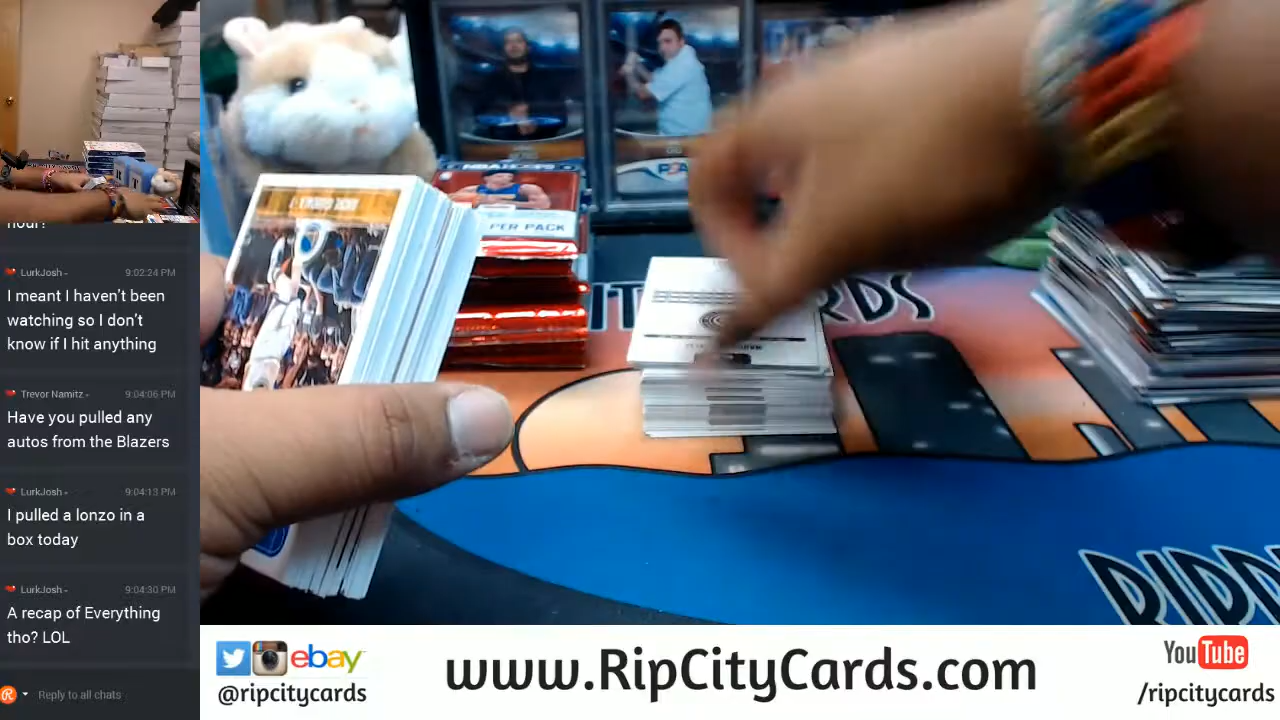 hour?
LurkJosh -
9:02:24 PM
I meant I haven't been
watching so I don't
know if I hit anything
Trevor Namitz -
9:04:06 PM
Have you pulled any
autos from the Blazers
LurkJosh -
9:04:13 PM
I pulled a lonzo in a
box today
LurkJosh -
9:04:30 PM
A recap of Everything
tho? LOL
Reply to all chats
PER PACK
PSA
RDS
RIPP
ebay
@ripcitycards
www.RipCityCards.com
YouTube
/ripcitycards